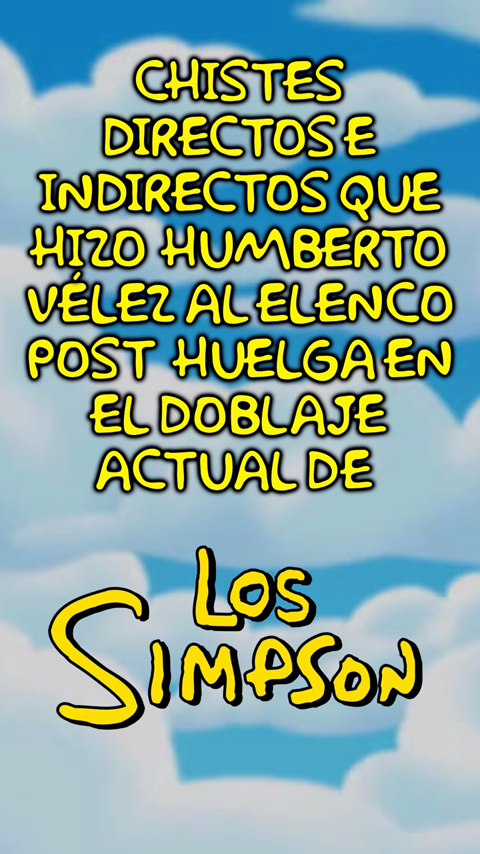 CHISTES
DIRECTOS E
INDIRECTOS QUE
HIZO HUMBERTO
VÉLEZ AL ELENCO
POST HUELGA EN
EL DOBLAJE
ACTUAL DE
LOS
SIMPSON